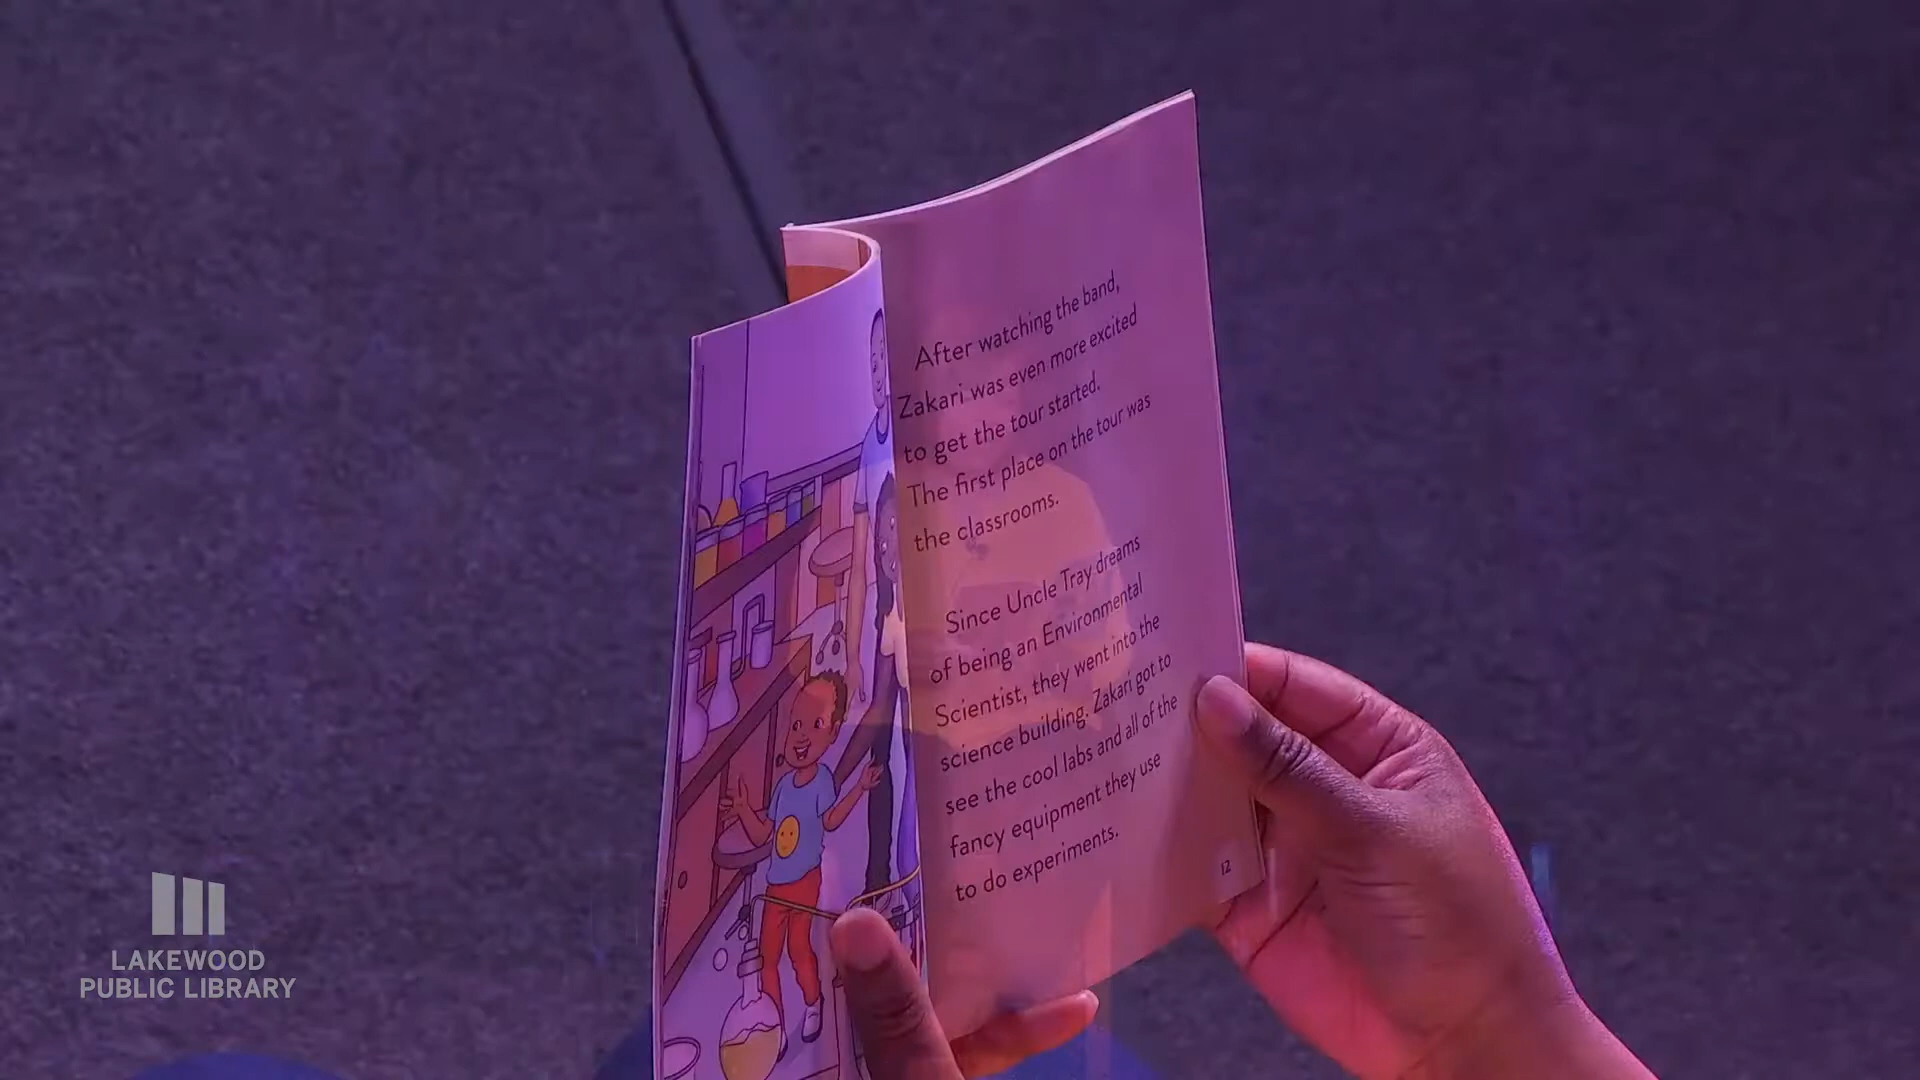 After watching the band,
Zakari was even more excited
to get the tour started.
The first place on the tour was
the classrooms.
Since Uncle Tray dreams
of being an Environmental
Scientist, they went into the
science building. Zakari got to
see the cool labs and all of the
fancy equipment they use
to do experiments.
12
LAKEWOOD
PUBLIC LIBRARY